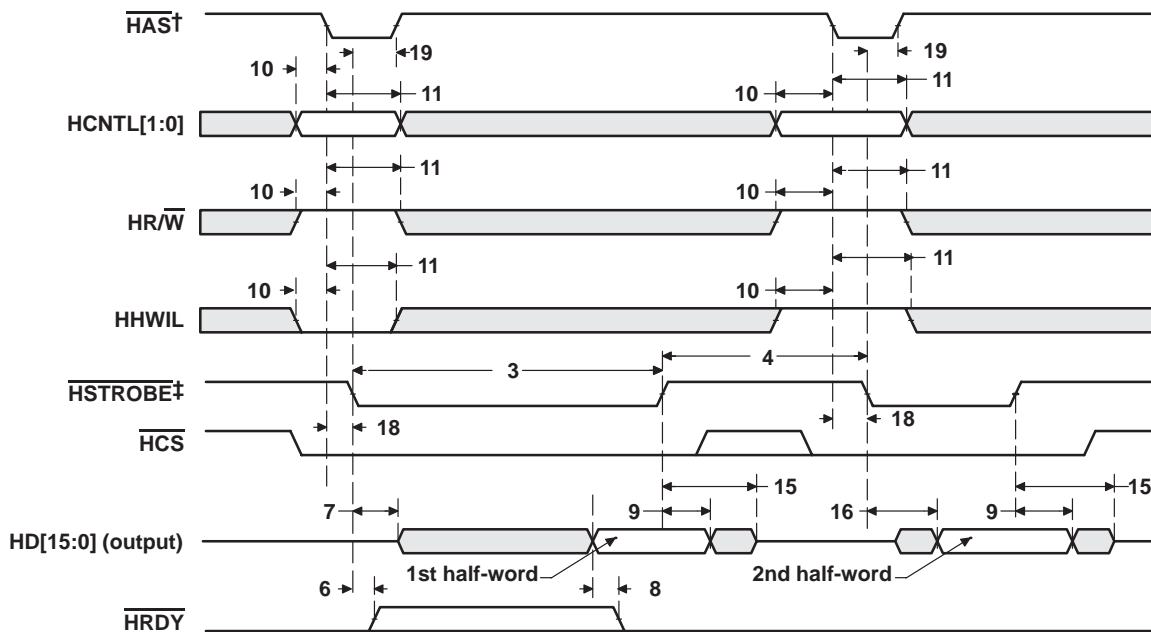 HAS†
19
19
10
11
10
11
HCNTL[1:0]
11
11
10
10
HR/W
11
11
10
10
HHWIL
3
4
HSTROBE‡
18
18
HCS
15
15
7
9
16
9
HD[15:0] (output)
1st half-word
2nd half-word
6
8
HRDY